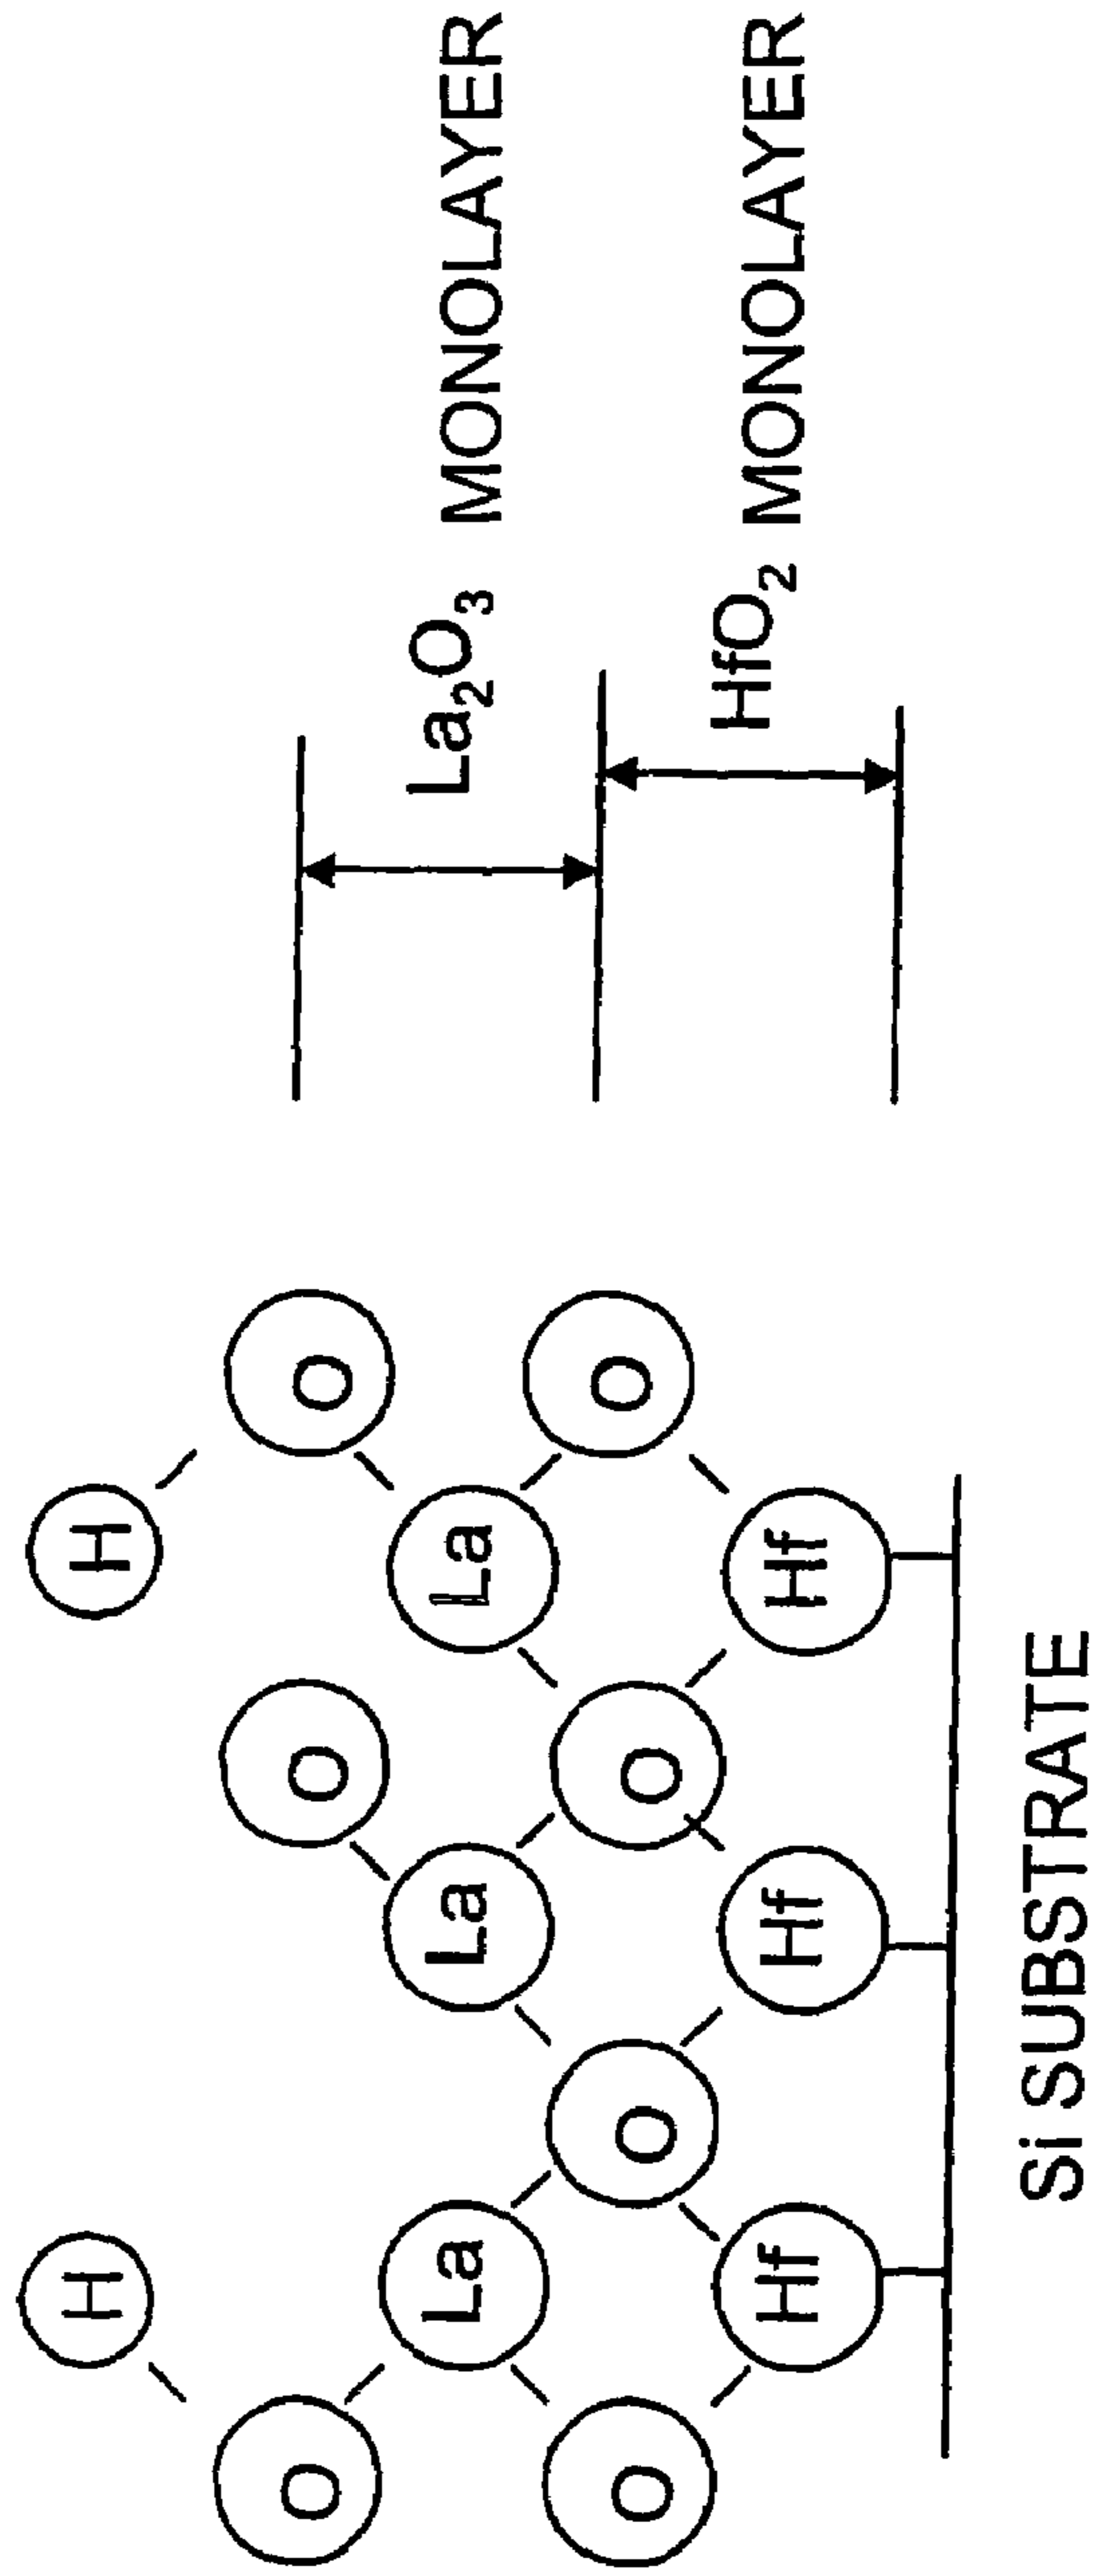 H H
O O O
La La La
La₂O₃ MONOLAYER
O O O O
Hf Hf Hf
HfO₂ MONOLAYER
Si SUBSTRATE